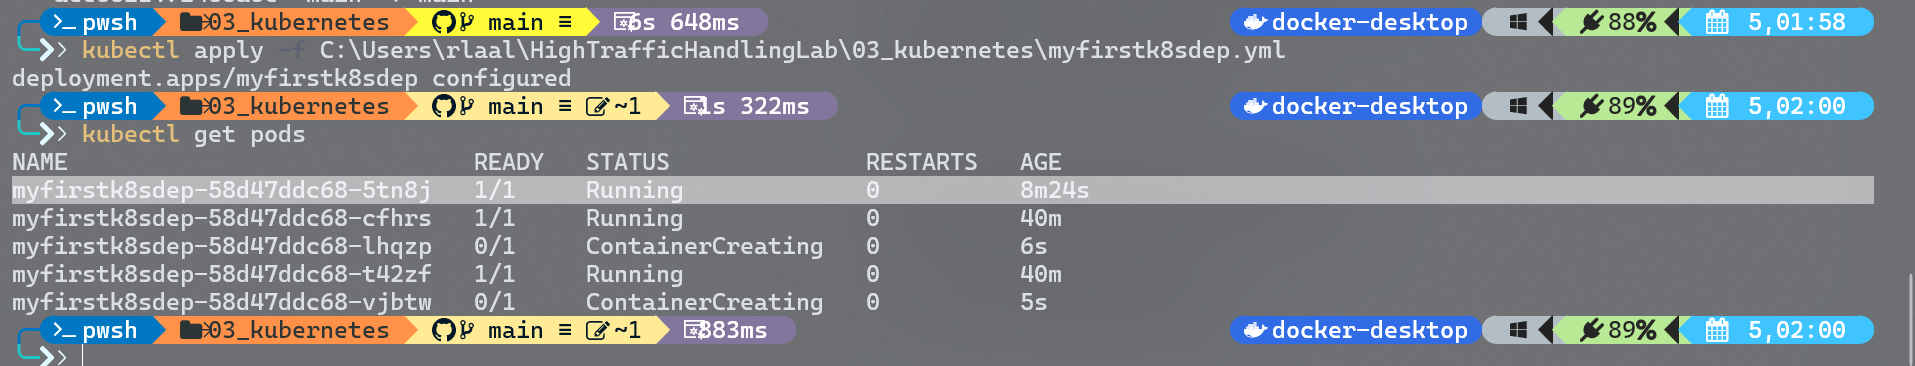 pwsh 03_kubernetes main ≡ 6s 648ms docker-desktop 88% 5,01:58
kubectl apply -f C:\Users\rlaal\HighTrafficHandlingLab\03_kubernetes\myfirstk8sdep.yml
deployment.apps/myfirstk8sdep configured
pwsh 03_kubernetes main ≡ ~1 1s 322ms docker-desktop 89% 5,02:00
kubectl get pods
NAME READY STATUS RESTARTS AGE
myfirstk8sdep-58d47ddc68-5tn8j 1/1 Running 0 8m24s
myfirstk8sdep-58d47ddc68-cfhrs 1/1 Running 0 40m
myfirstk8sdep-58d47ddc68-lhqzp 0/1 ContainerCreating 0 6s
myfirstk8sdep-58d47ddc68-t42zf 1/1 Running 0 40m
myfirstk8sdep-58d47ddc68-vjbtw 0/1 ContainerCreating 0 5s
pwsh 03_kubernetes main ≡ ~1 883ms docker-desktop 89% 5,02:00